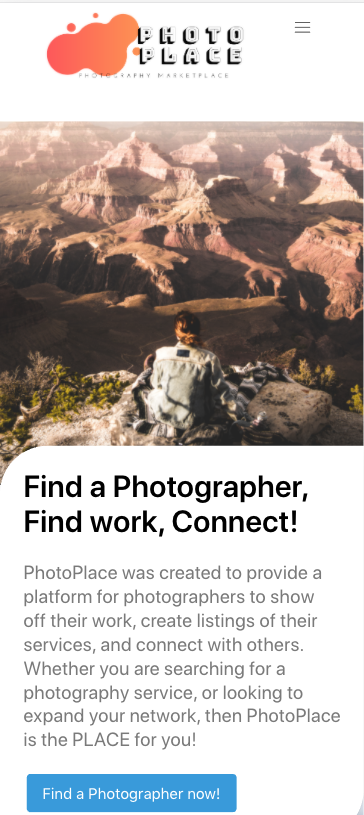 PHOTO
PLACE
PHOTOGRAPHY MARKETPLACE
Find a Photographer,
Find work, Connect!
PhotoPlace was created to provide a
platform for photographers to show
off their work, create listings of their
services, and connect with others.
Whether you are searching for a
photography service, or looking to
expand your network, then PhotoPlace
is the PLACE for you!
Find a Photographer now!